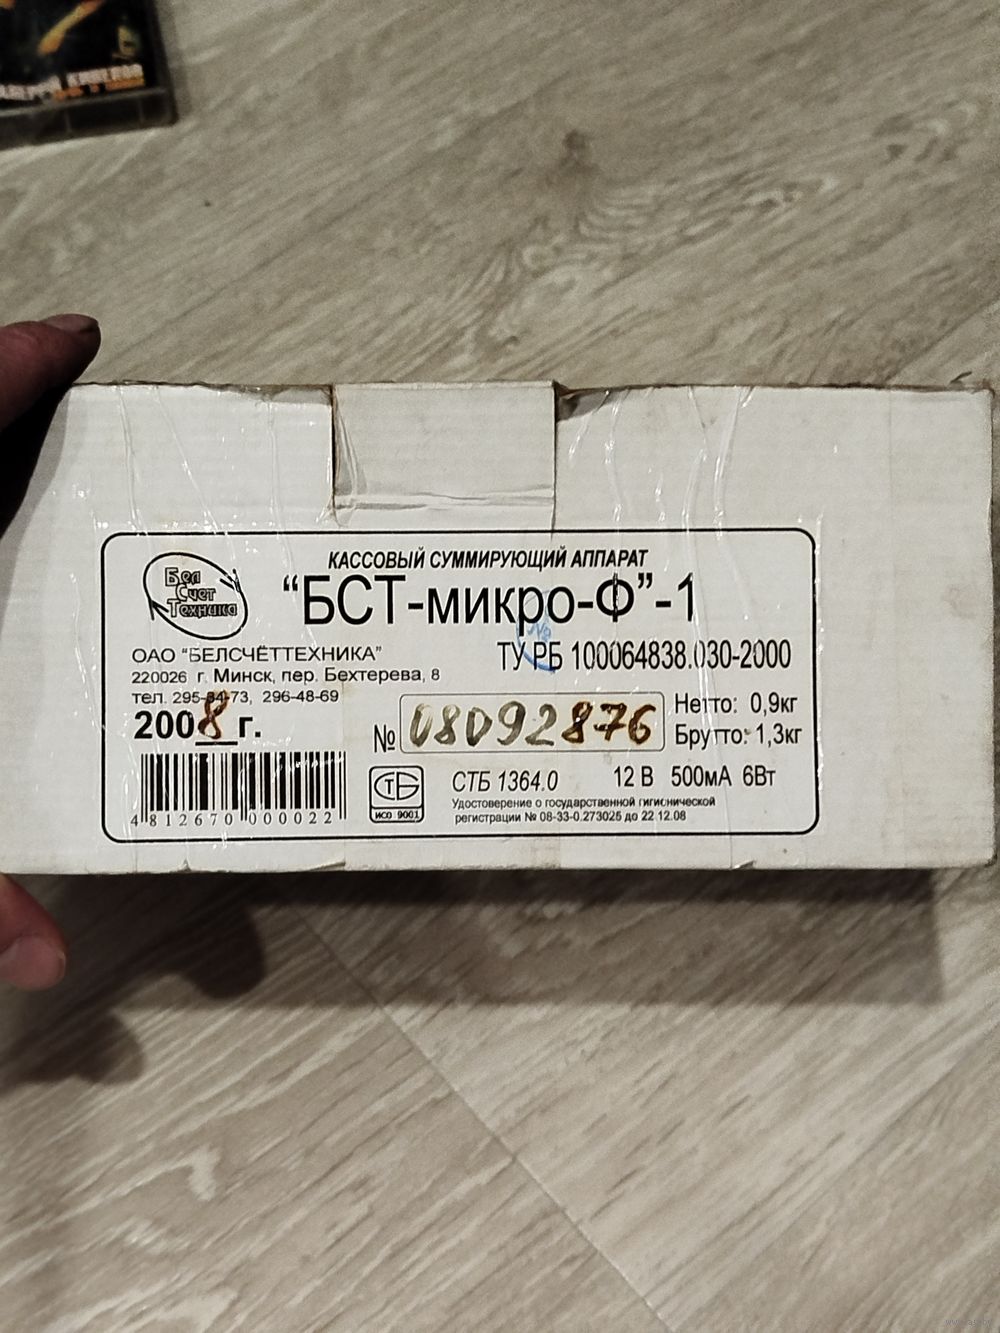 КАССОВЫЙ СУММИРУЮЩИЙ АППАРАТ
Бел
Счет
Техника
“БСТ-микро-Ф”-1
№
ТУ РБ 100064838.030-2000
ОАО “БЕЛСЧЁТТЕХНИКА”
220026 г. Минск, пер. Бехтерева, 8
тел. 295-84-73, 296-48-69
2008 г.
№ 08092876
Нетто: 0,9кг
Брутто: 1,3кг
4 812670 000022
СТБ
ИСО 9001
СТБ 1364.0 12 В 500мА 6Вт
Удостоверение о государственной гигиенической
регистрации № 08-33-0.273025 до 22.12.08